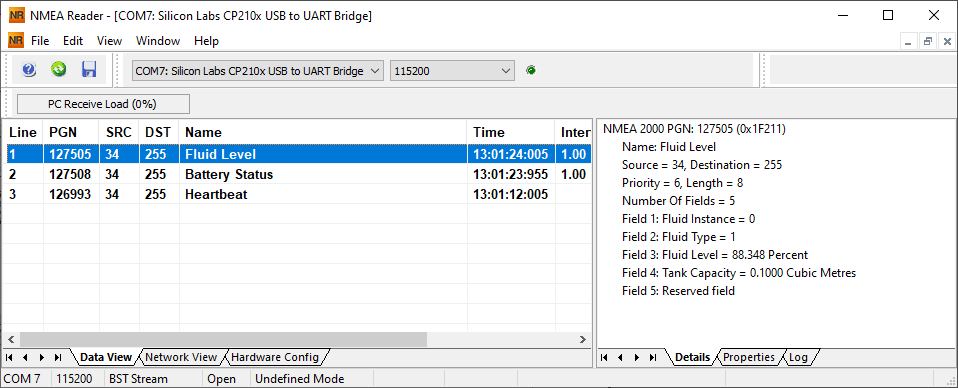 NR NMEA Reader - [COM7: Silicon Labs CP210x USB to UART Bridge]
NR File Edit View Window Help
COM7: Silicon Labs CP210x USB to UART Bridge 115200
PC Receive Load (0%)
Line PGN SRC DST Name Time Inter
1 127505 34 255 Fluid Level 13:01:24:005 1.00
2 127508 34 255 Battery Status 13:01:23:955 1.00
3 126993 34 255 Heartbeat 13:01:12:005
NMEA 2000 PGN: 127505 (0x1F211)
Name: Fluid Level
Source = 34, Destination = 255
Priority = 6, Length = 8
Number Of Fields = 5
Field 1: Fluid Instance = 0
Field 2: Fluid Type = 1
Field 3: Fluid Level = 88.348 Percent
Field 4: Tank Capacity = 0.1000 Cubic Metres
Field 5: Reserved field
Data View Network View Hardware Config
Details Properties Log
COM 7 115200 BST Stream Open Undefined Mode